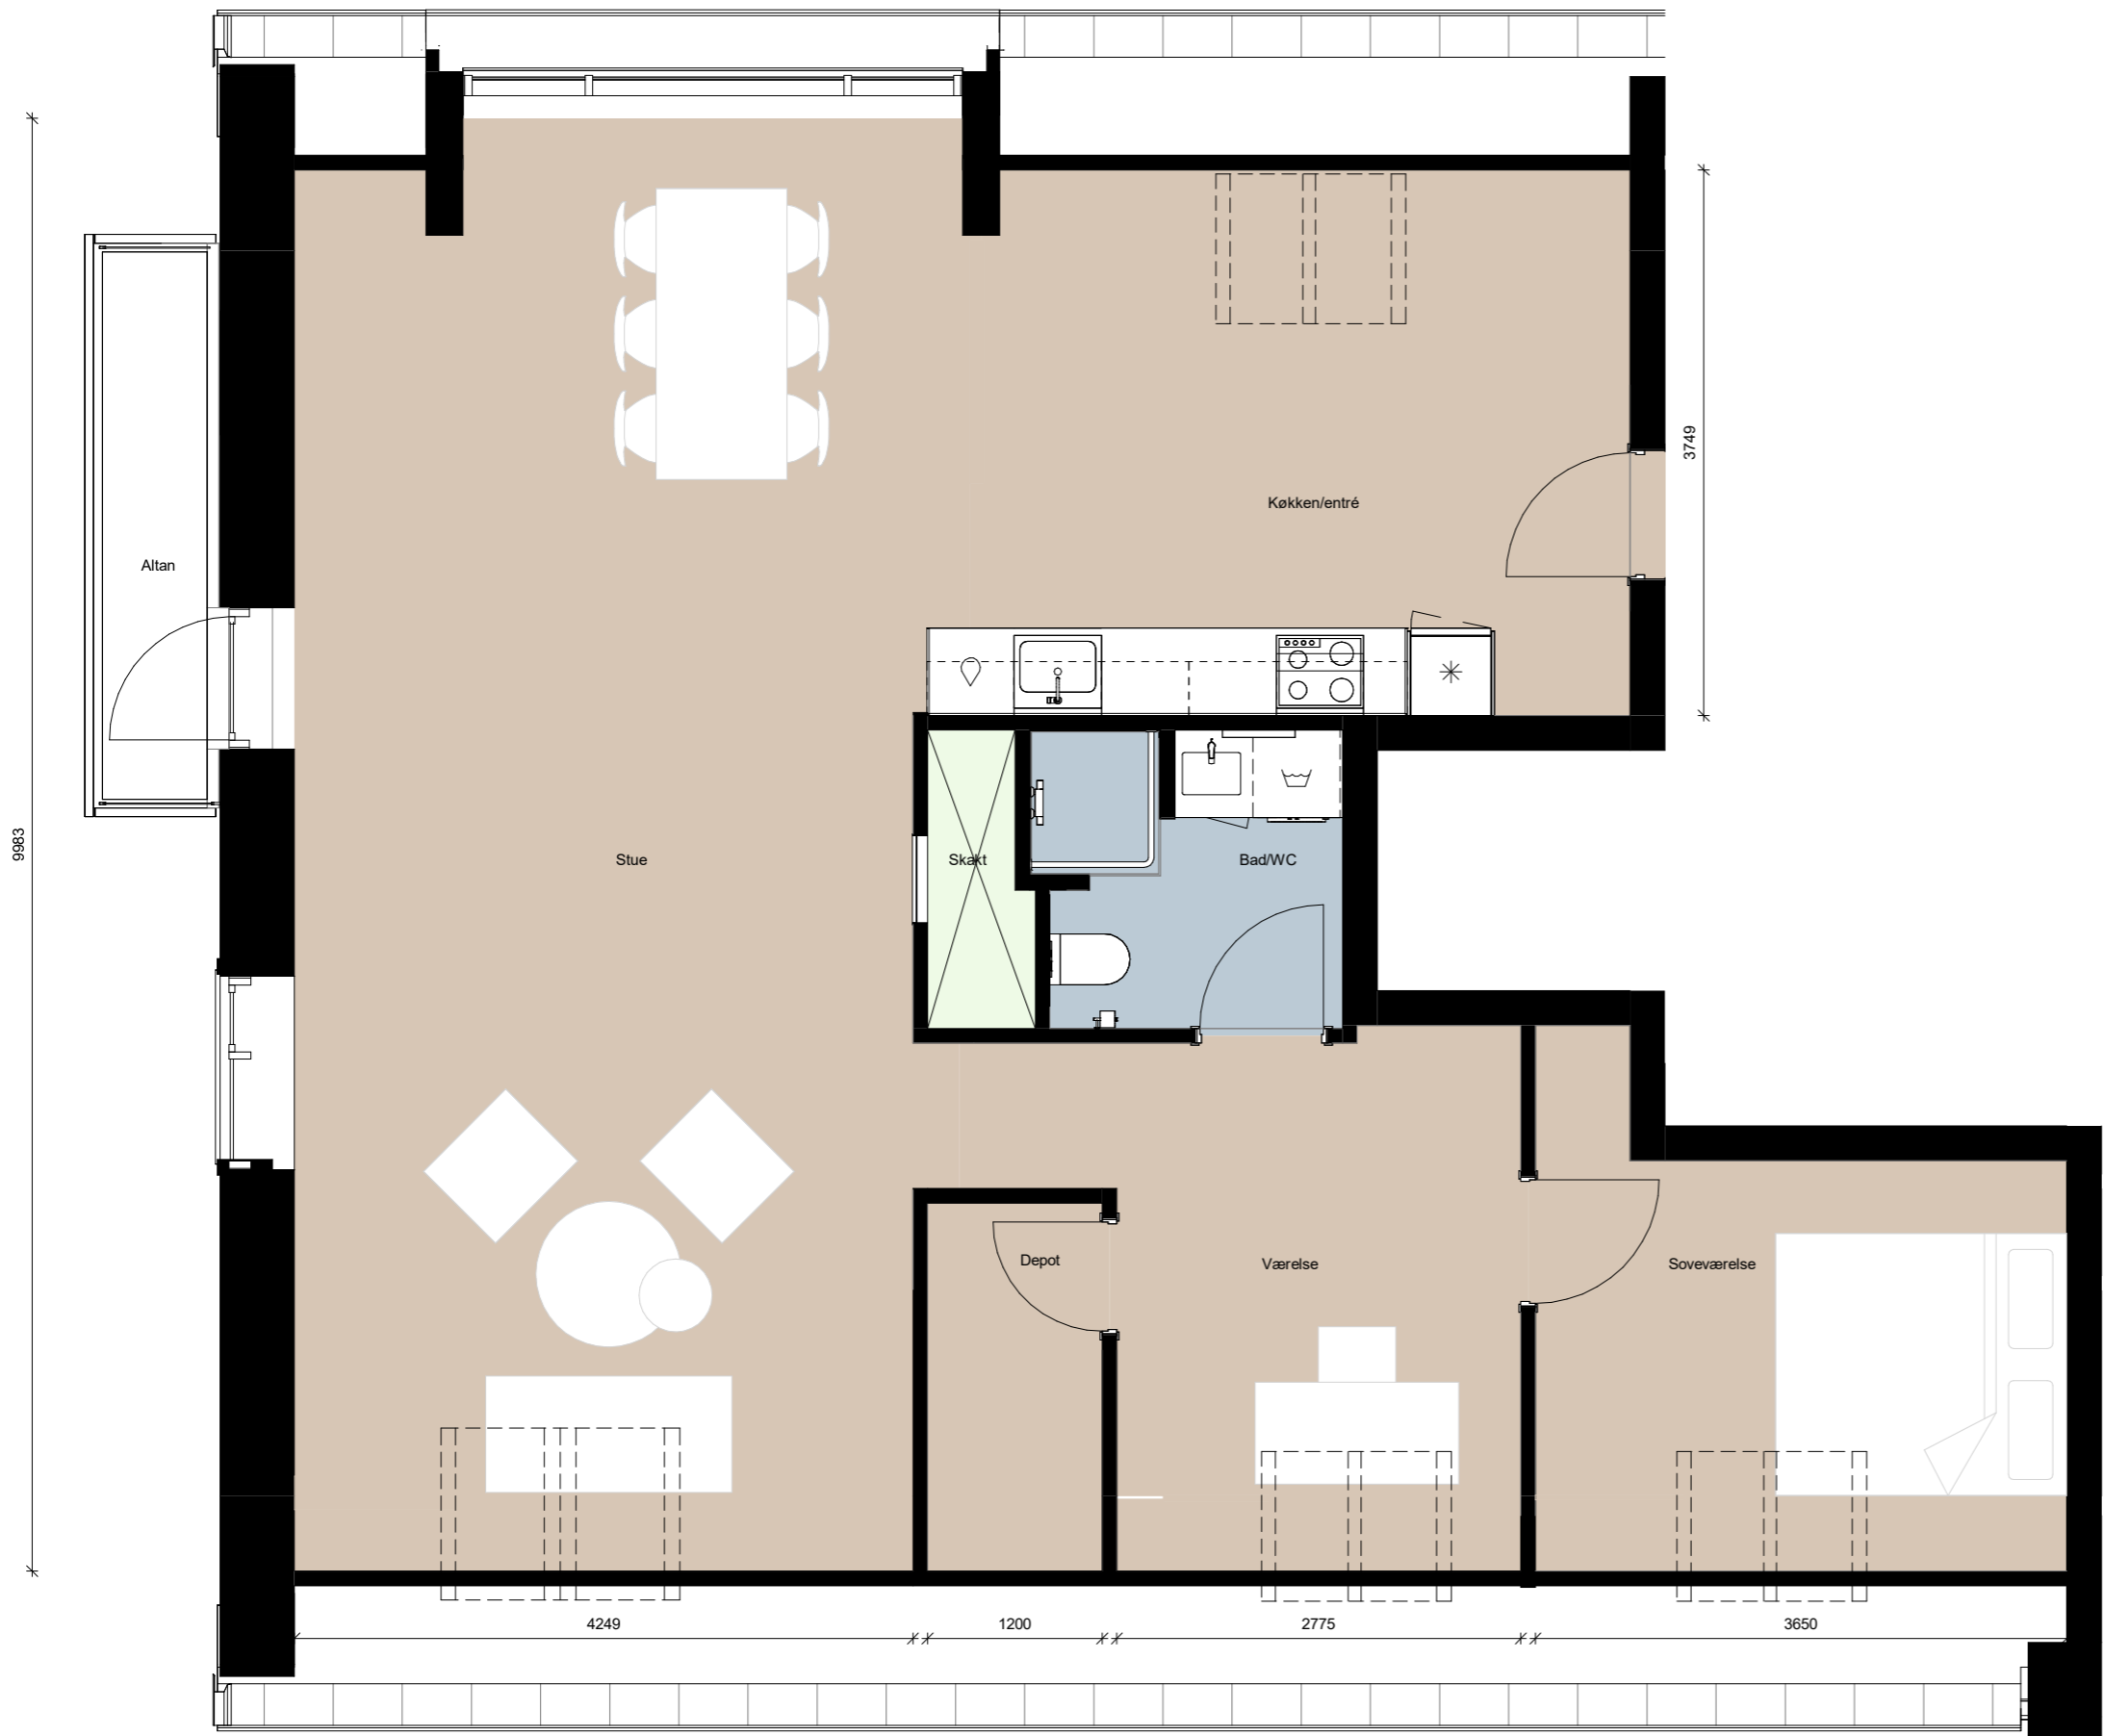 3749
Køkken/entré
Altan
9983
Stue
Skakt
Bad/WC
Depot
Værelse
Soveværelse
4249
1200
2775
3650